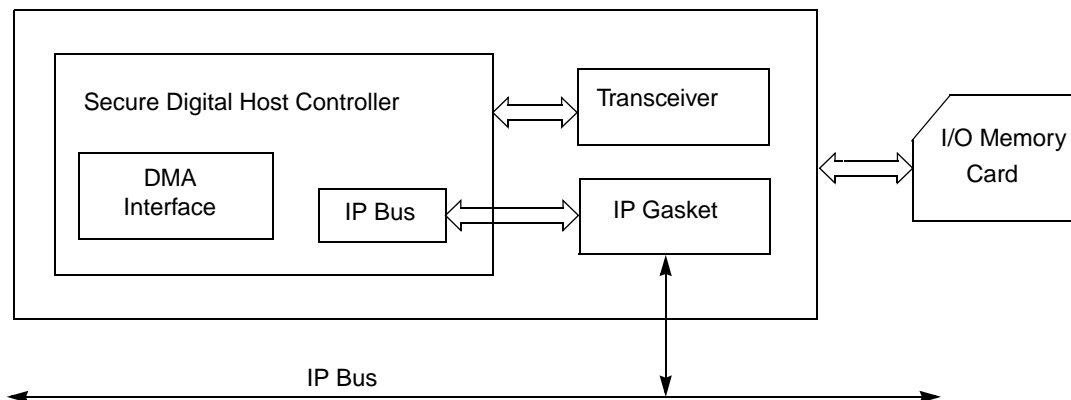 Secure Digital Host Controller
Transceiver
I/O Memory
Card
DMA
Interface
IP Bus
IP Gasket
IP Bus